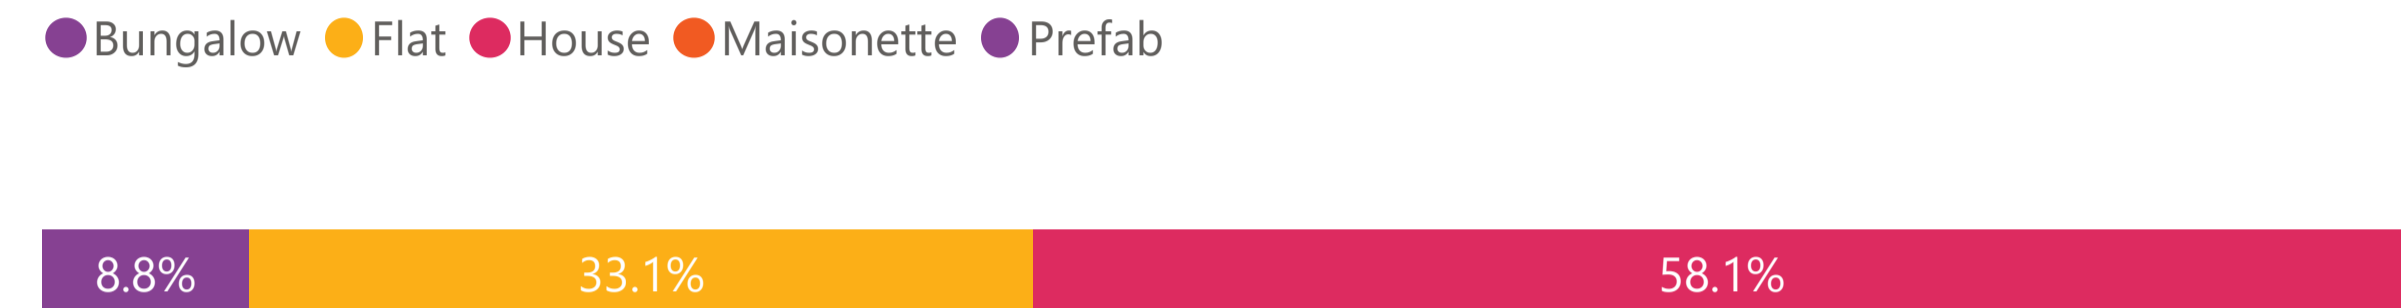 Bungalow Flat House Maisonette Prefab
8.8% 33.1% 58.1%